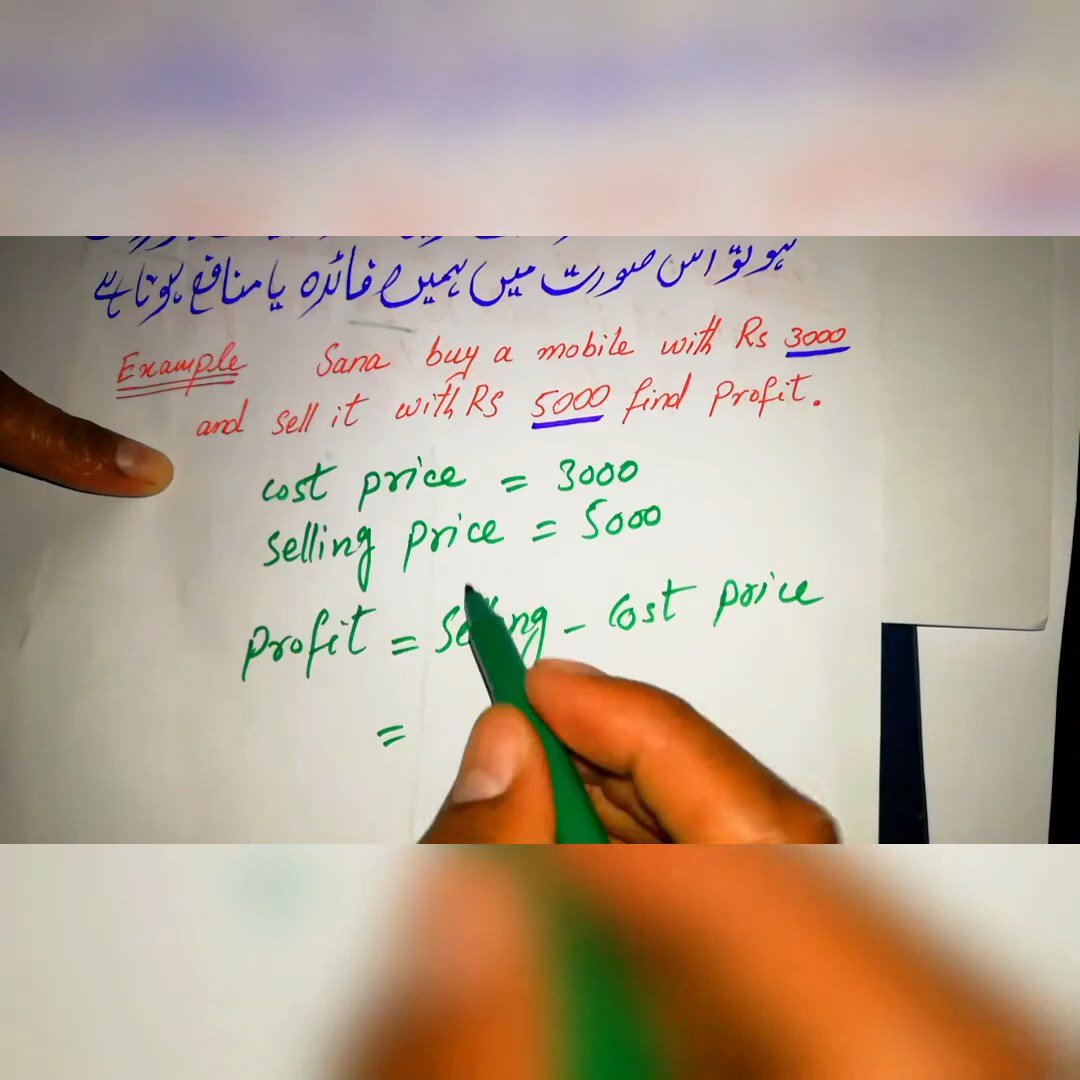 ہو تو اس صورت میں ہمیں فائدہ یا منافع ہوتا ہے
Example Sana buy a mobile with Rs 3000
and sell it with Rs 5000 find Profit.
cost price = 3000
selling price = 5000
Profit = Selling - Cost price
=